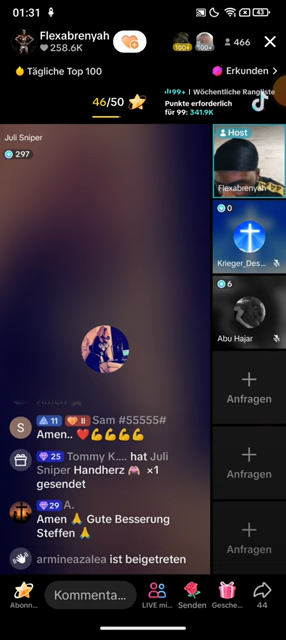 01:31
43
Flexabrenyah
258.6K
100+
100+
466
Tägliche Top 100
Erkunden >
46/50
99+ | Wöchentliche Rangliste
Punkte erforderlich
für 99: 341.9K
Juli Sniper
297
Host
Flexabrenyah
0
Krieger_Des...
6
Abu Hajar
Anfragen
Anfragen
Anfragen
S
11 II Sam #55555#
Amen.. ❤️💪💪💪💪
25 Tommy K.... hat Juli
Sniper Handherz 🫶 ×1
gesendet
29 A.
Amen 🙏 Gute Besserung
Steffen 🙏
armineazalea ist beigetreten
Abonn...
Kommenta...
LIVE mi...
Senden
Gesche...
44